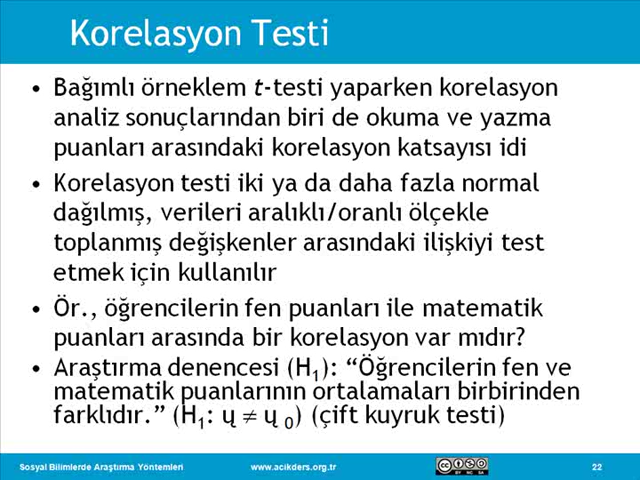 Korelasyon Testi
• Bağımlı örneklem t-testi yaparken korelasyon
analiz sonuçlarından biri de okuma ve yazma
puanları arasındaki korelasyon katsayısı idi
• Korelasyon testi iki ya da daha fazla normal
dağılmış, verileri aralıklı/oranlı ölçekle
toplanmış değişkenler arasındaki ilişkiyi test
etmek için kullanılır
• Ör., öğrencilerin fen puanları ile matematik
puanları arasında bir korelasyon var mıdır?
• Araştırma denencesi (H1): “Öğrencilerin fen ve
matematik puanlarının ortalamaları birbirinden
farklıdır.” (H1: ų ≠ ų 0) (çift kuyruk testi)
Sosyal Bilimlerde Araştırma Yöntemleri www.acikders.org.tr cc BY NC SA 22